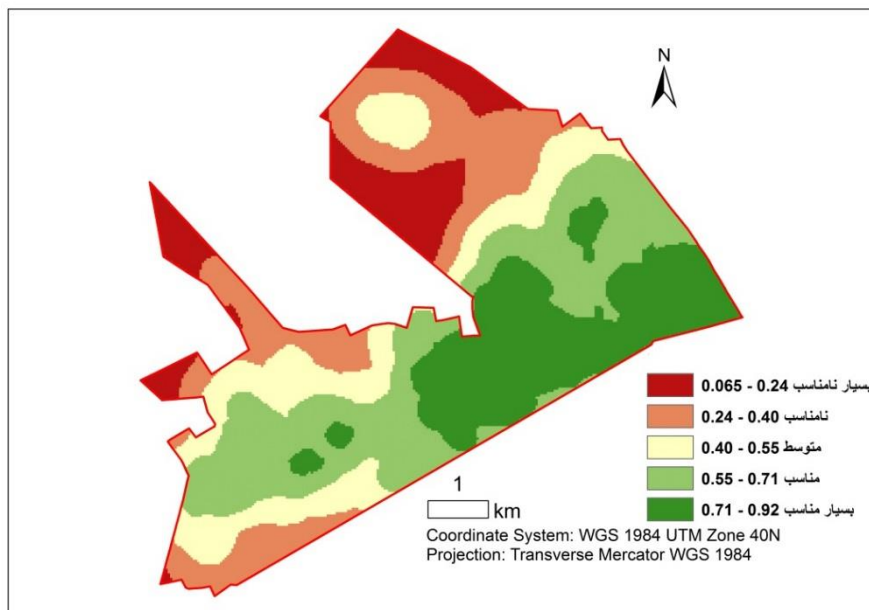 N
0.065 - 0.24 بسیار نامناسب
0.24 - 0.40 نامناسب
0.40 - 0.55 متوسط
0.55 - 0.71 مناسب
0.71 - 0.92 بسیار مناسب
1
km
Coordinate System: WGS 1984 UTM Zone 40N
Projection: Transverse Mercator WGS 1984